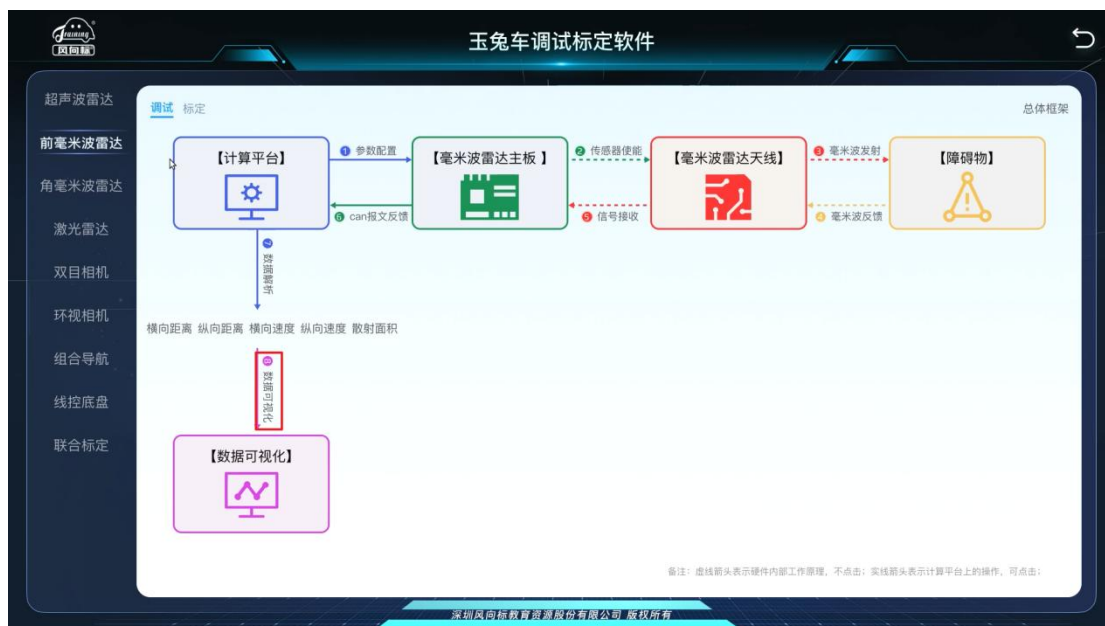 Fxining
风向标
玉兔车调试标定软件
超声波雷达
前毫米波雷达
角毫米波雷达
激光雷达
双目相机
环视相机
组合导航
线控底盘
联合标定
调试 标定
总体框架
【计算平台】
1 参数配置
6 can报文反馈
【毫米波雷达主板 】
2 传感器使能
5 信号接收
【毫米波雷达天线】
3 毫米波发射
4 毫米波反馈
【障碍物】
7 数据解析
横向距离 纵向距离 横向速度 纵向速度 散射面积
8 数据可视化
【数据可视化】
备注：虚线箭头表示硬件内部工作原理，不点击；实线箭头表示计算平台上的操作，可点击；
深圳风向标教育资源股份有限公司 版权所有